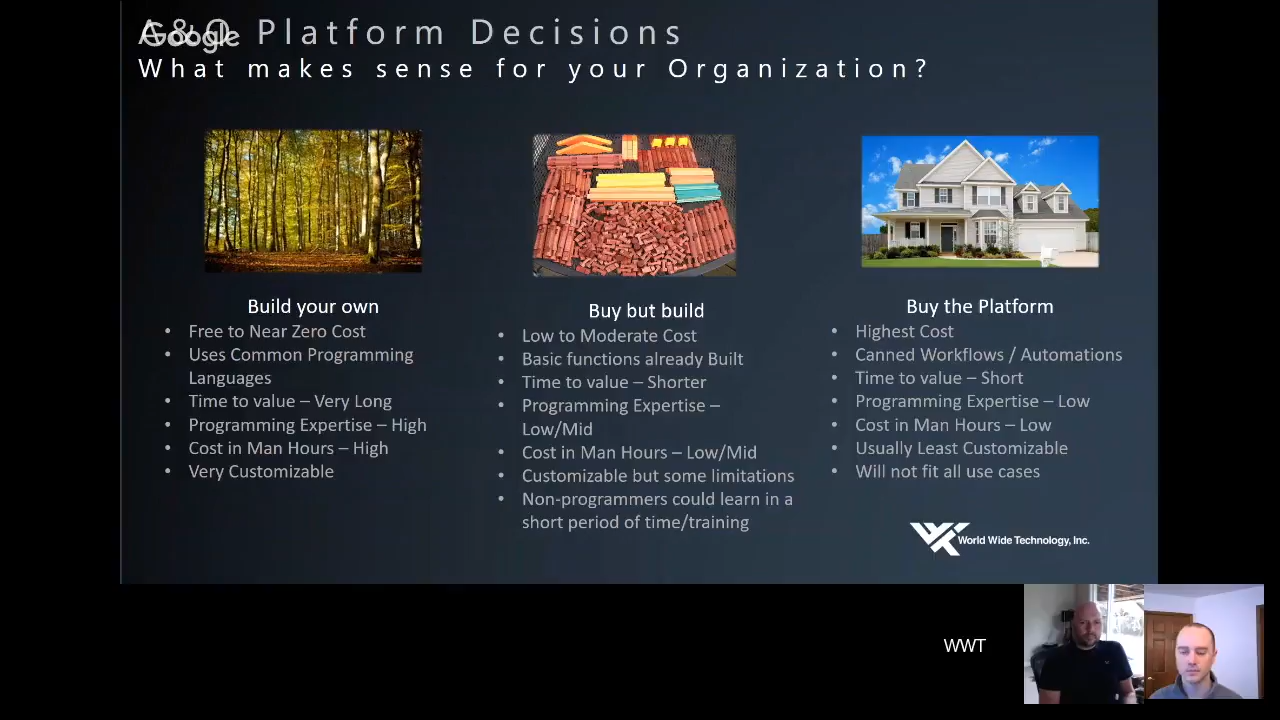 A&O Platform Decisions
Google
What makes sense for your Organization?
Build your own
• Free to Near Zero Cost
• Uses Common Programming
Languages
• Time to value – Very Long
• Programming Expertise – High
• Cost in Man Hours – High
• Very Customizable
Buy but build
• Low to Moderate Cost
• Basic functions already Built
• Time to value – Shorter
• Programming Expertise –
Low/Mid
• Cost in Man Hours – Low/Mid
• Customizable but some limitations
• Non-programmers could learn in a
short period of time/training
Buy the Platform
• Highest Cost
• Canned Workflows / Automations
• Time to value – Short
• Programming Expertise – Low
• Cost in Man Hours – Low
• Usually Least Customizable
• Will not fit all use cases
World Wide Technology, Inc.
WWT